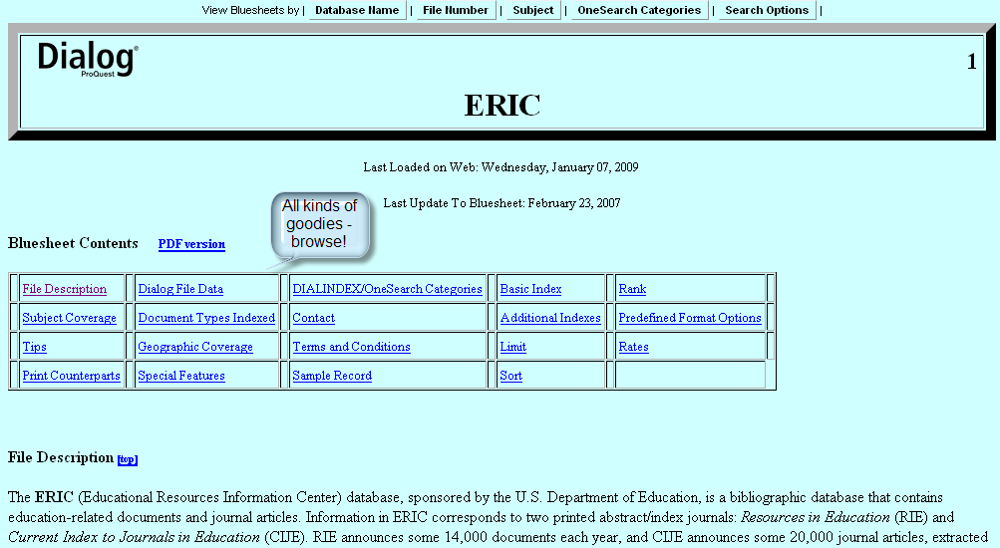 View Bluesheets by | Database Name | File Number | Subject | OneSearch Categories | Search Options |
Dialog®
ProQuest
1
ERIC
Last Loaded on Web: Wednesday, January 07, 2009
Last Update To Bluesheet: February 23, 2007
All kinds of
goodies -
browse!
Bluesheet Contents PDF version
File Description Dialog File Data DIALINDEX/OneSearch Categories Basic Index Rank
Subject Coverage Document Types Indexed Contact Additional Indexes Predefined Format Options
Tips Geographic Coverage Terms and Conditions Limit Rates
Print Counterparts Special Features Sample Record Sort
File Description [top]
The ERIC (Educational Resources Information Center) database, sponsored by the U.S. Department of Education, is a bibliographic database that contains
education-related documents and journal articles. Information in ERIC corresponds to two printed abstract/index journals: Resources in Education (RIE) and
Current Index to Journals in Education (CIJE). RIE announces some 14,000 documents each year, and CIJE announces some 20,000 journal articles, extracted